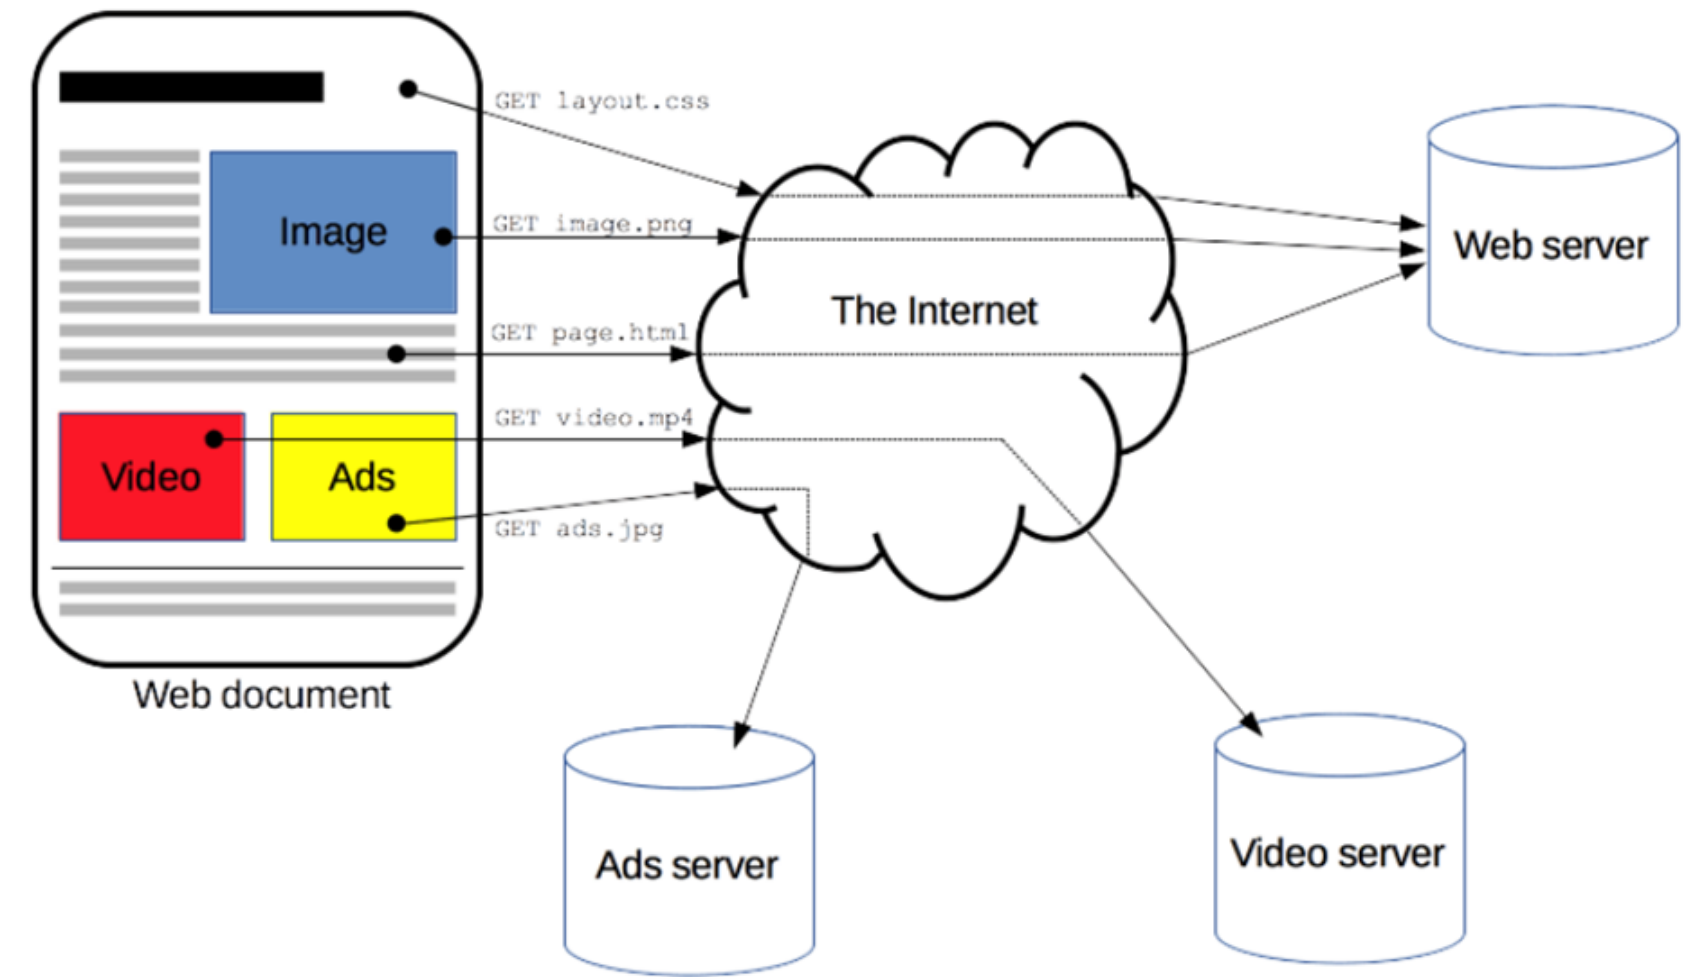 GET layout.css
Image
GET image.png
Web server
The Internet
GET page.html
GET video.mp4
Video
Ads
GET ads.jpg
Web document
Ads server
Video server